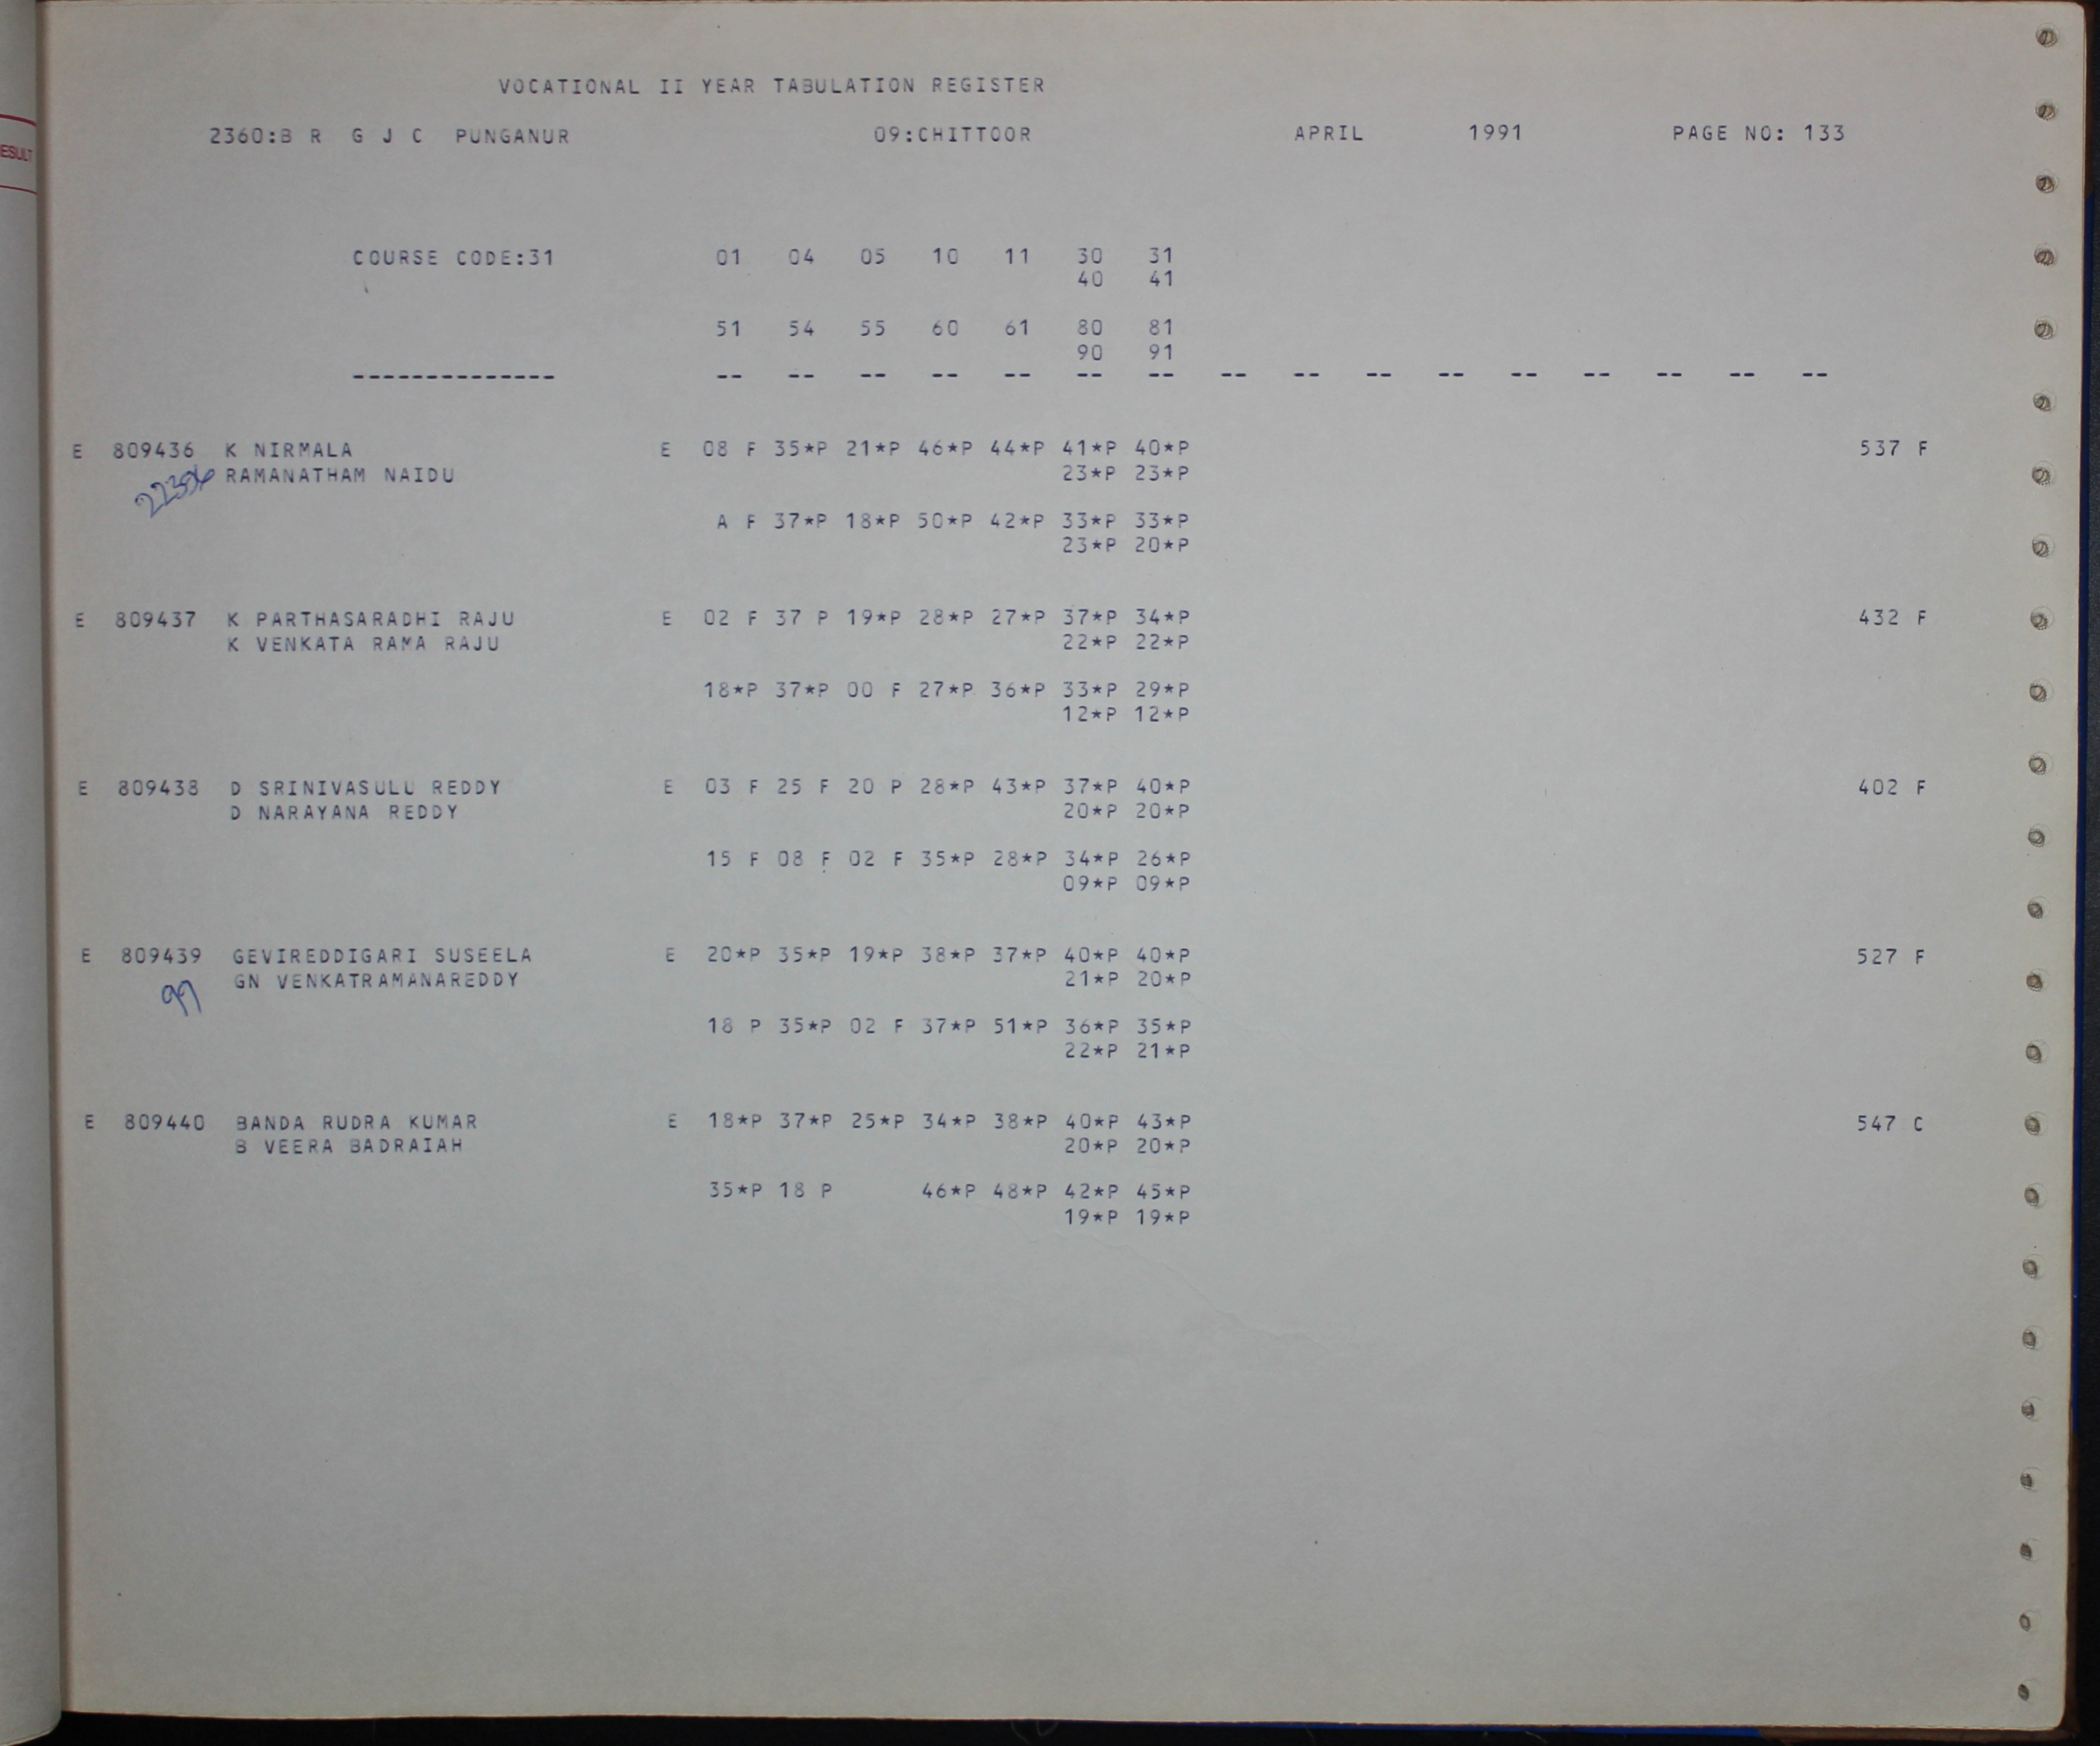 ESULT
VOCATIONAL II YEAR TABULATION REGISTER
2360:B R G J C PUNGANUR 09:CHITTOOR APRIL 1991 PAGE NO: 133
COURSE CODE:31 01 04 05 10 11 30 31
40 41
51 54 55 60 61 80 81
90 91
-------------- -- -- -- -- -- -- -- -- -- -- -- -- -- -- -- --
E 809436 K NIRMALA E 08 F 35*P 21*P 46*P 44*P 41*P 40*P 537 F
RAMANATHAM NAIDU 23*P 23*P
A F 37*P 18*P 50*P 42*P 33*P 33*P
23*P 20*P
E 809437 K PARTHASARADHI RAJU E 02 F 37 P 19*P 28*P 27*P 37*P 34*P 432 F
K VENKATA RAMA RAJU 22*P 22*P
18*P 37*P 00 F 27*P 36*P 33*P 29*P
12*P 12*P
E 809438 D SRINIVASULU REDDY E 03 F 25 F 20 P 28*P 43*P 37*P 40*P 402 F
D NARAYANA REDDY 20*P 20*P
15 F 08 F 02 F 35*P 28*P 34*P 26*P
09*P 09*P
E 809439 GEVIREDDIGARI SUSEELA E 20*P 35*P 19*P 38*P 37*P 40*P 40*P 527 F
GN VENKATRAMANAREDDY 21*P 20*P
18 P 35*P 02 F 37*P 51*P 36*P 35*P
22*P 21*P
E 809440 BANDA RUDRA KUMAR E 18*P 37*P 25*P 34*P 38*P 40*P 43*P 547 C
B VEERA BADRAIAH 20*P 20*P
35*P 18 P 46*P 48*P 42*P 45*P
19*P 19*P